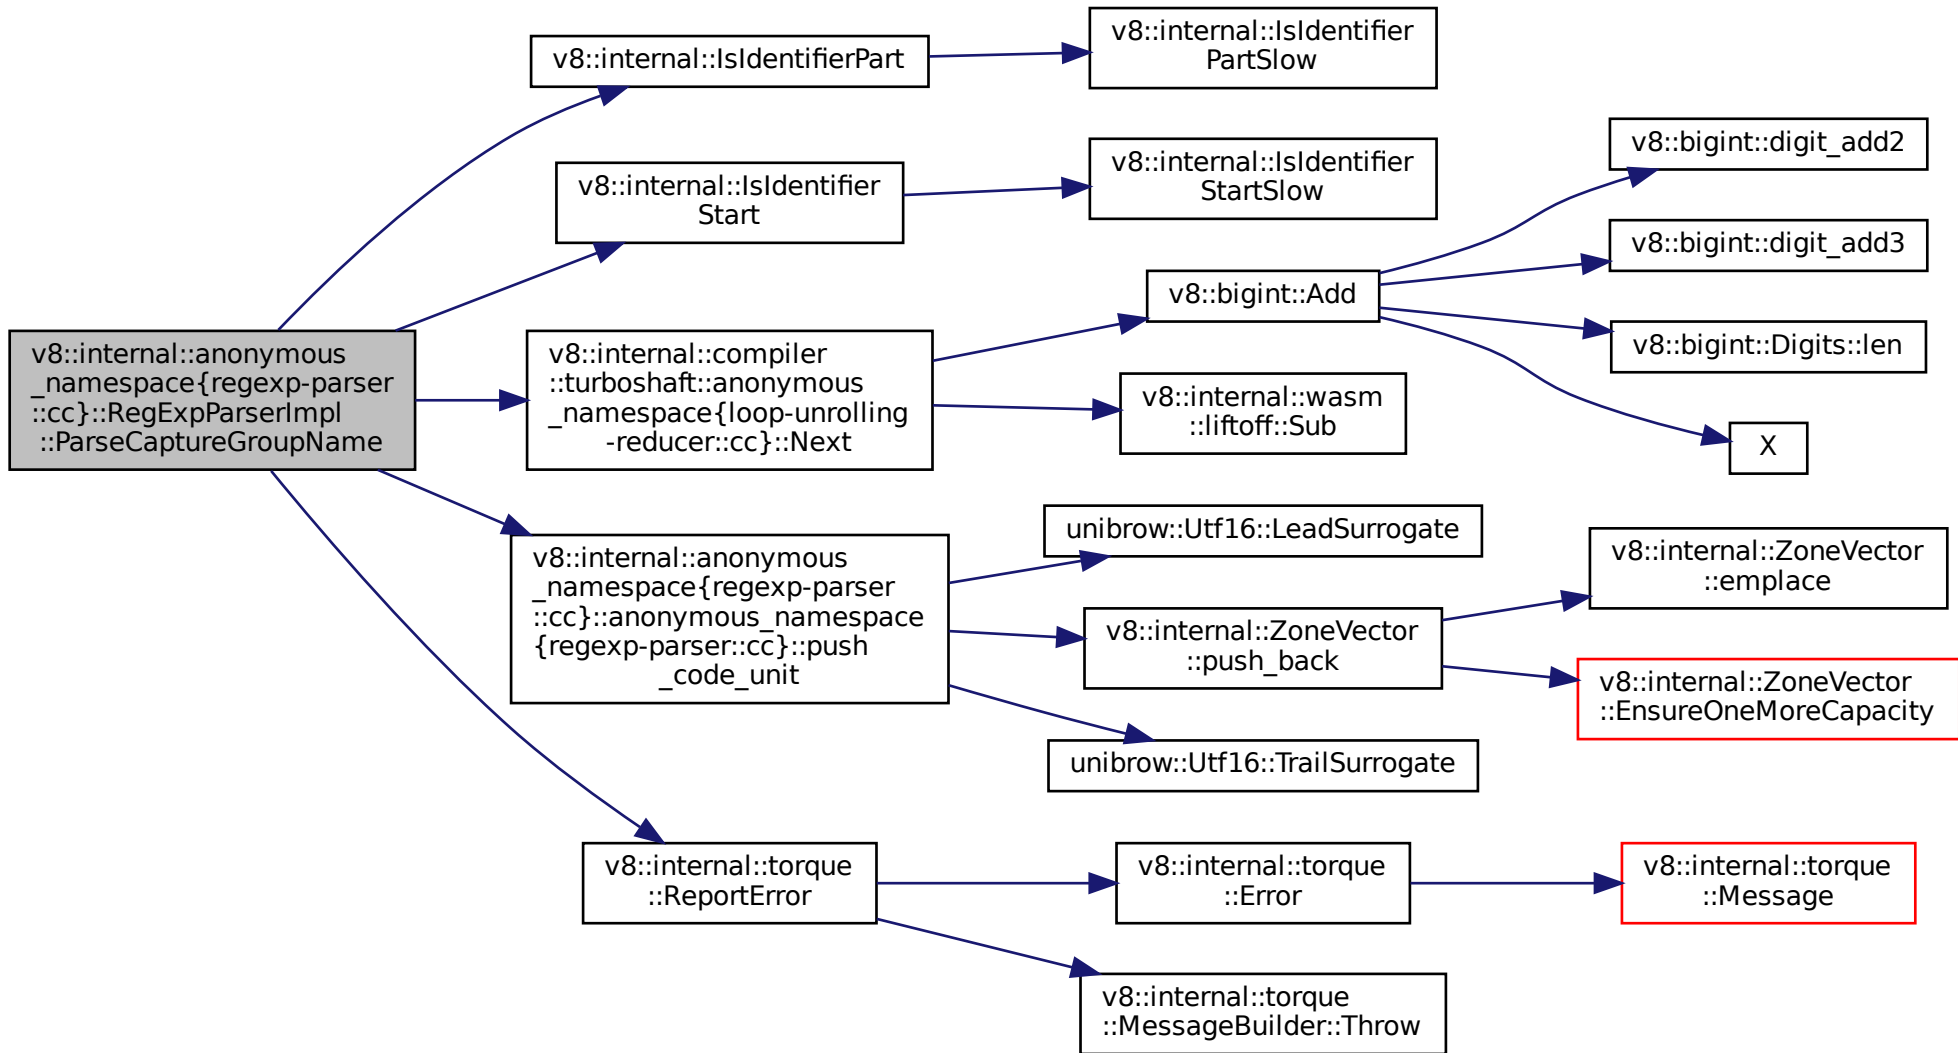 v8::internal::anonymous
_namespace{regexp-parser
::cc}::RegExpParserImpl
::ParseCaptureGroupName
v8::internal::IsIdentifierPart
v8::internal::IsIdentifier
PartSlow
v8::internal::IsIdentifier
Start
v8::internal::IsIdentifier
StartSlow
v8::internal::compiler
::turboshaft::anonymous
_namespace{loop-unrolling
-reducer::cc}::Next
v8::bigint::Add
v8::bigint::digit_add2
v8::bigint::digit_add3
v8::bigint::Digits::len
X
v8::internal::wasm
::liftoff::Sub
v8::internal::anonymous
_namespace{regexp-parser
::cc}::anonymous_namespace
{regexp-parser::cc}::push
_code_unit
unibrow::Utf16::LeadSurrogate
v8::internal::ZoneVector
::push_back
v8::internal::ZoneVector
::emplace
v8::internal::ZoneVector
::EnsureOneMoreCapacity
unibrow::Utf16::TrailSurrogate
v8::internal::torque
::ReportError
v8::internal::torque
::Error
v8::internal::torque
::Message
v8::internal::torque
::MessageBuilder::Throw